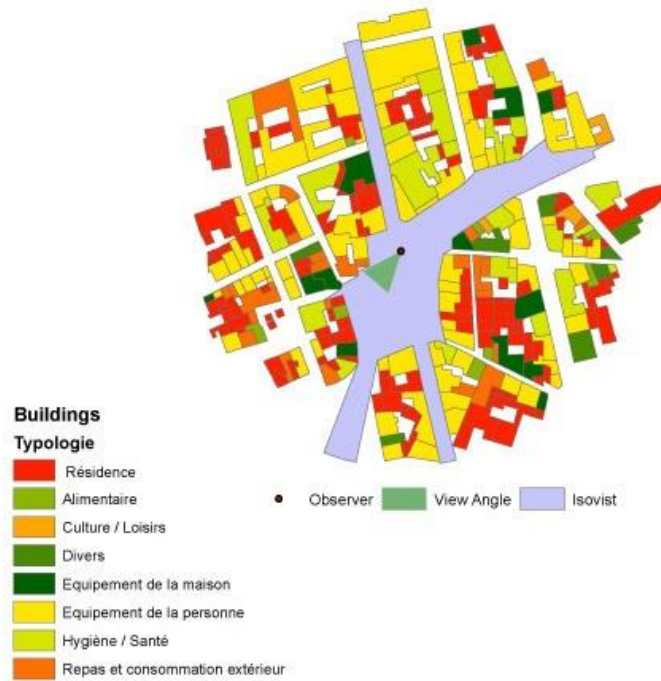 Buildings
Typologie
Résidence
Alimentaire
Culture / Loisirs
Divers
Equipement de la maison
Equipement de la personne
Hygiène / Santé
Repas et consommation extérieur
Observer
View Angle
Isovist